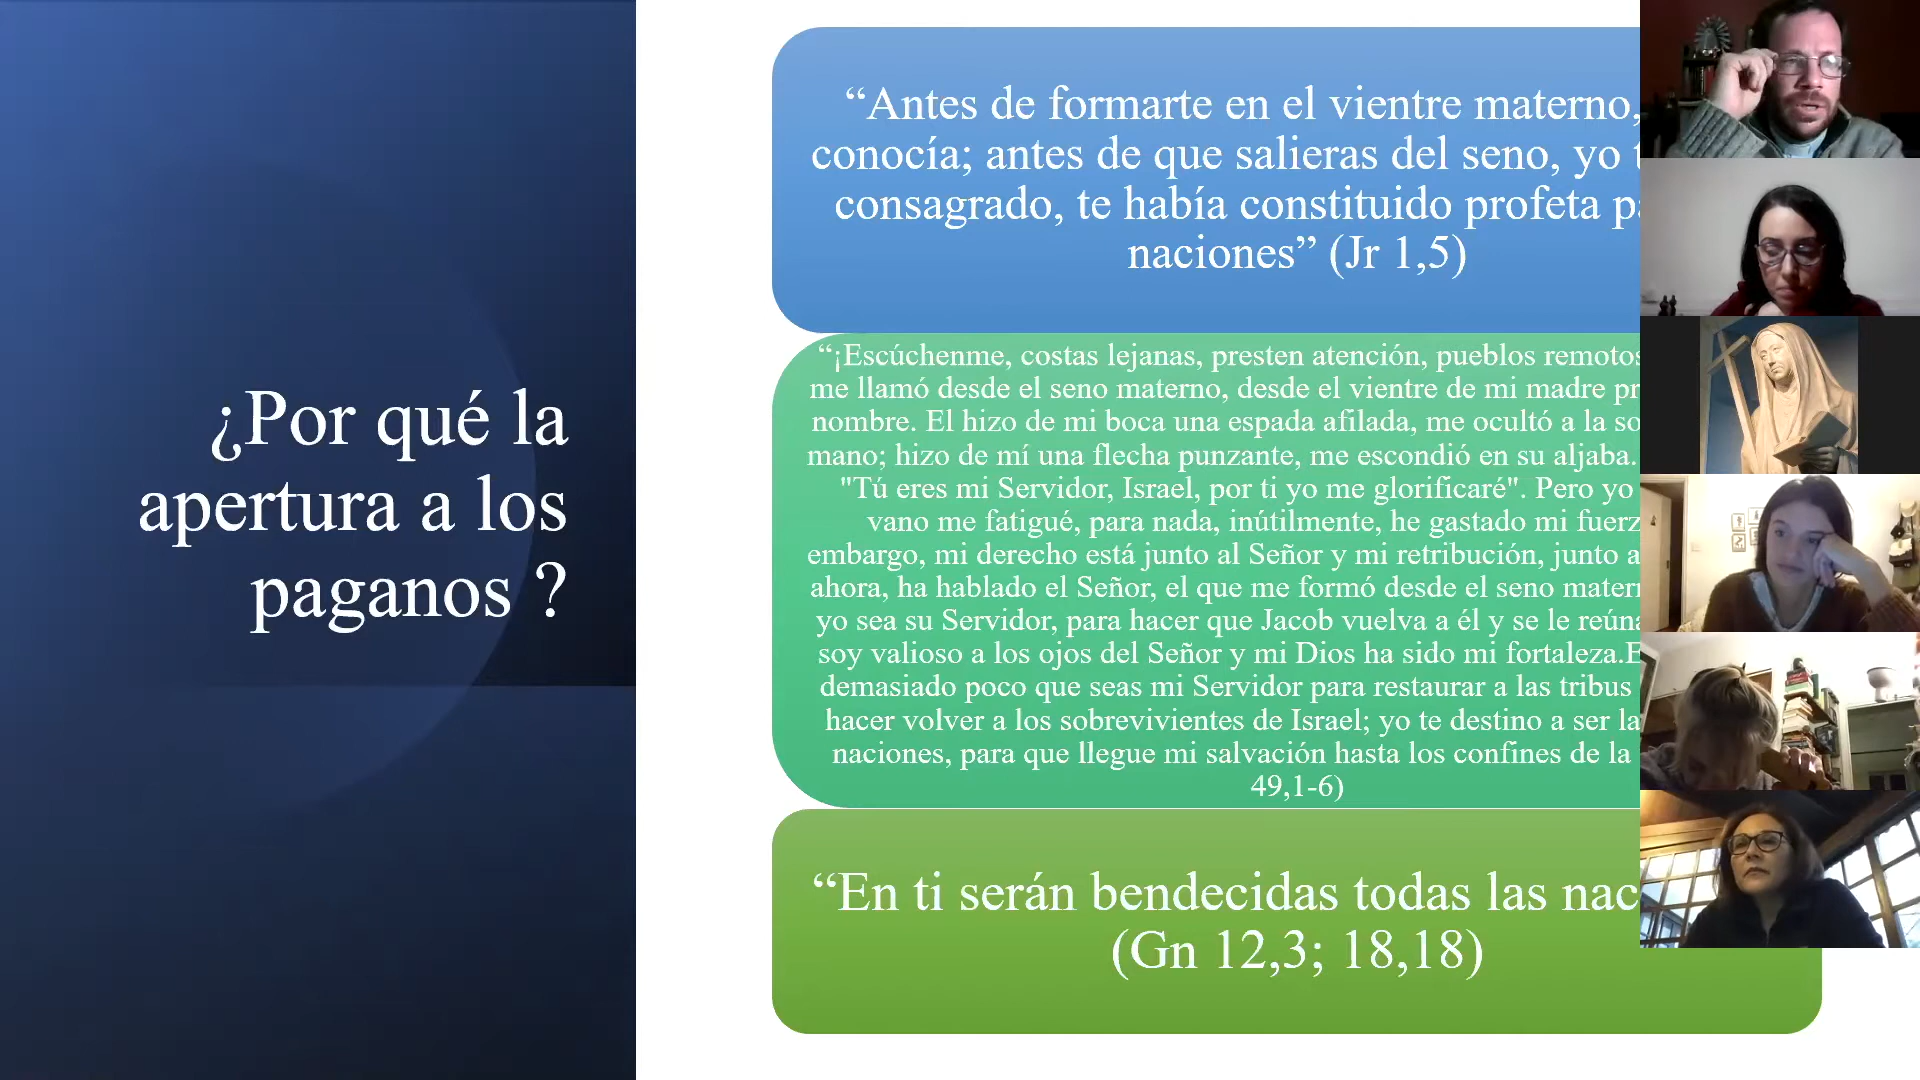 ¿Por qué la
apertura a los
paganos ?
“Antes de formarte en el vientre materno,
conocía; antes de que salieras del seno, yo
consagrado, te había constituido profeta
naciones” (Jr 1,5)
“¡Escúchenme, costas lejanas, presten atención, pueblos remotos
me llamó desde el seno materno, desde el vientre de mi madre
nombre. El hizo de mi boca una espada afilada, me ocultó a la
mano; hizo de mí una flecha punzante, me escondió en su aljaba.
"Tú eres mi Servidor, Israel, por ti yo me glorificaré". Pero yo
vano me fatigué, para nada, inútilmente, he gastado mi
embargo, mi derecho está junto al Señor y mi retribución, junto
ahora, ha hablado el Señor, el que me formó desde el seno
yo sea su Servidor, para hacer que Jacob vuelva a él y se le reúna
soy valioso a los ojos del Señor y mi Dios ha sido mi fortaleza.
demasiado poco que seas mi Servidor para restaurar a las tribus
hacer volver a los sobrevivientes de Israel; yo te destino a ser la
naciones, para que llegue mi salvación hasta los confines de la
49,1-6)
“En ti serán bendecidas todas las
(Gn 12,3; 18,18)